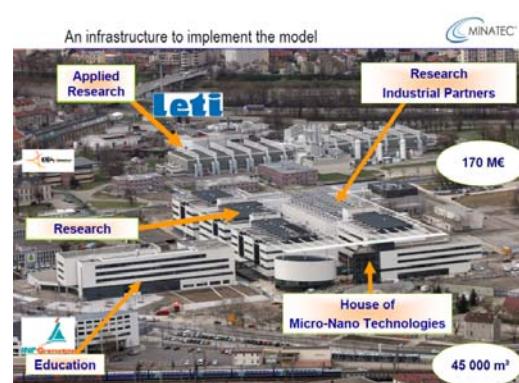 An infrastructure to implement the model
MINATEC
Applied
Research
leti
Research
Industrial Partners
170 M€
Research
House of
Micro-Nano Technologies
Education
45 000 m²